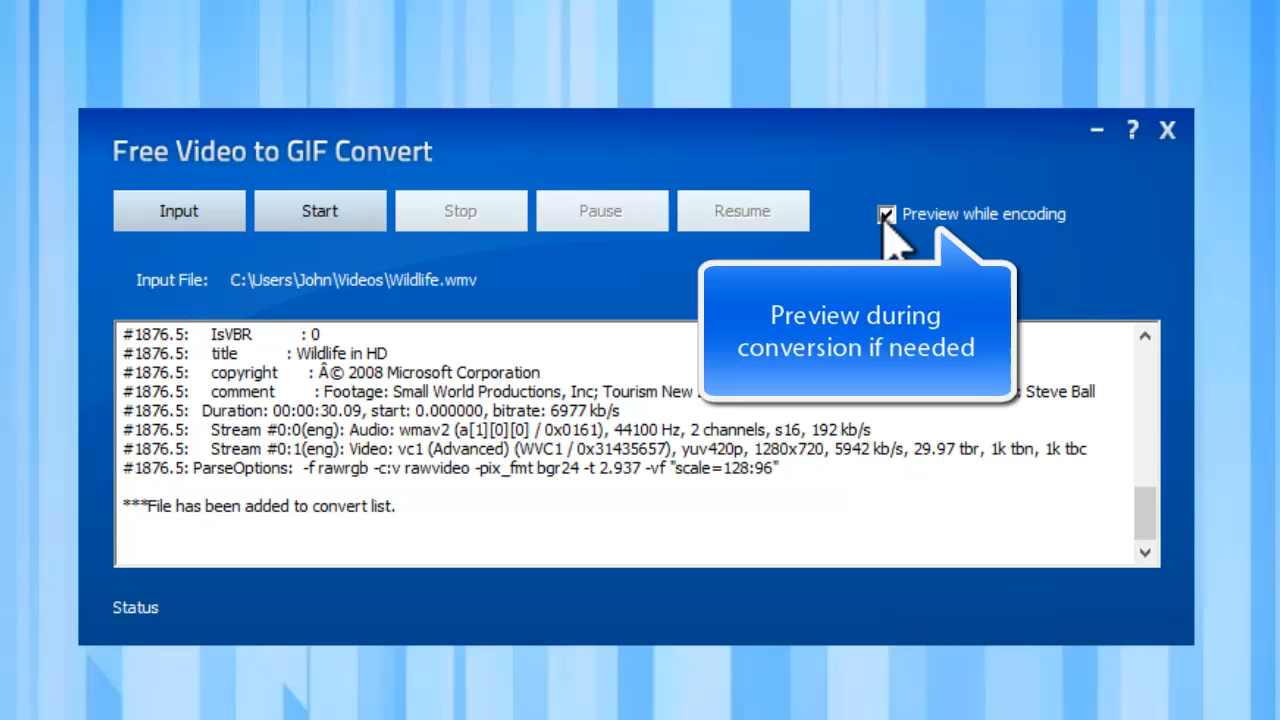 – ? X
Free Video to GIF Convert
Input Start Stop Pause Resume
Preview while encoding
Input File: C:\Users\John\Videos\Wildlife.wmv
Preview during
conversion if needed
#1876.5: IsVBR : 0
#1876.5: title : Wildlife in HD
#1876.5: copyright : Â© 2008 Microsoft Corporation
#1876.5: comment : Footage: Small World Productions, Inc; Tourism New : Steve Ball
#1876.5: Duration: 00:00:30.09, start: 0.000000, bitrate: 6977 kb/s
#1876.5: Stream #0:0(eng): Audio: wmav2 (a[1][0][0] / 0x0161), 44100 Hz, 2 channels, s16, 192 kb/s
#1876.5: Stream #0:1(eng): Video: vc1 (Advanced) (WVC1 / 0x31435657), yuv420p, 1280x720, 5942 kb/s, 29.97 tbr, 1k tbn, 1k tbc
#1876.5: ParseOptions: -f rawrgb -c:v rawvideo -pix_fmt bgr24 -t 2.937 -vf "scale=128:96"
***File has been added to convert list.
Status